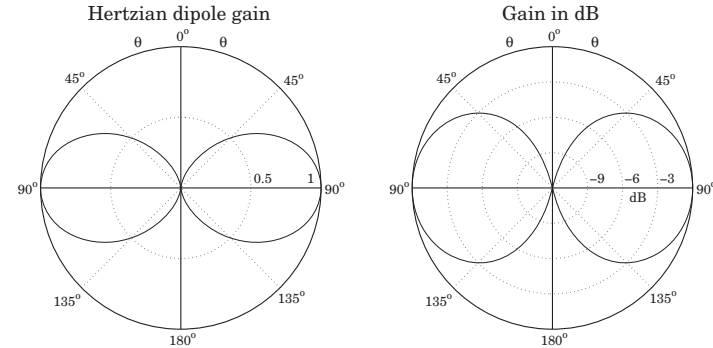 Hertzian dipole gain
0°
θ θ
45° 45°
90° 0.5 1 90°
135° 135°
180°
Gain in dB
0°
θ θ
45° 45°
90° −9 −6 −3 90°
dB
135° 135°
180°